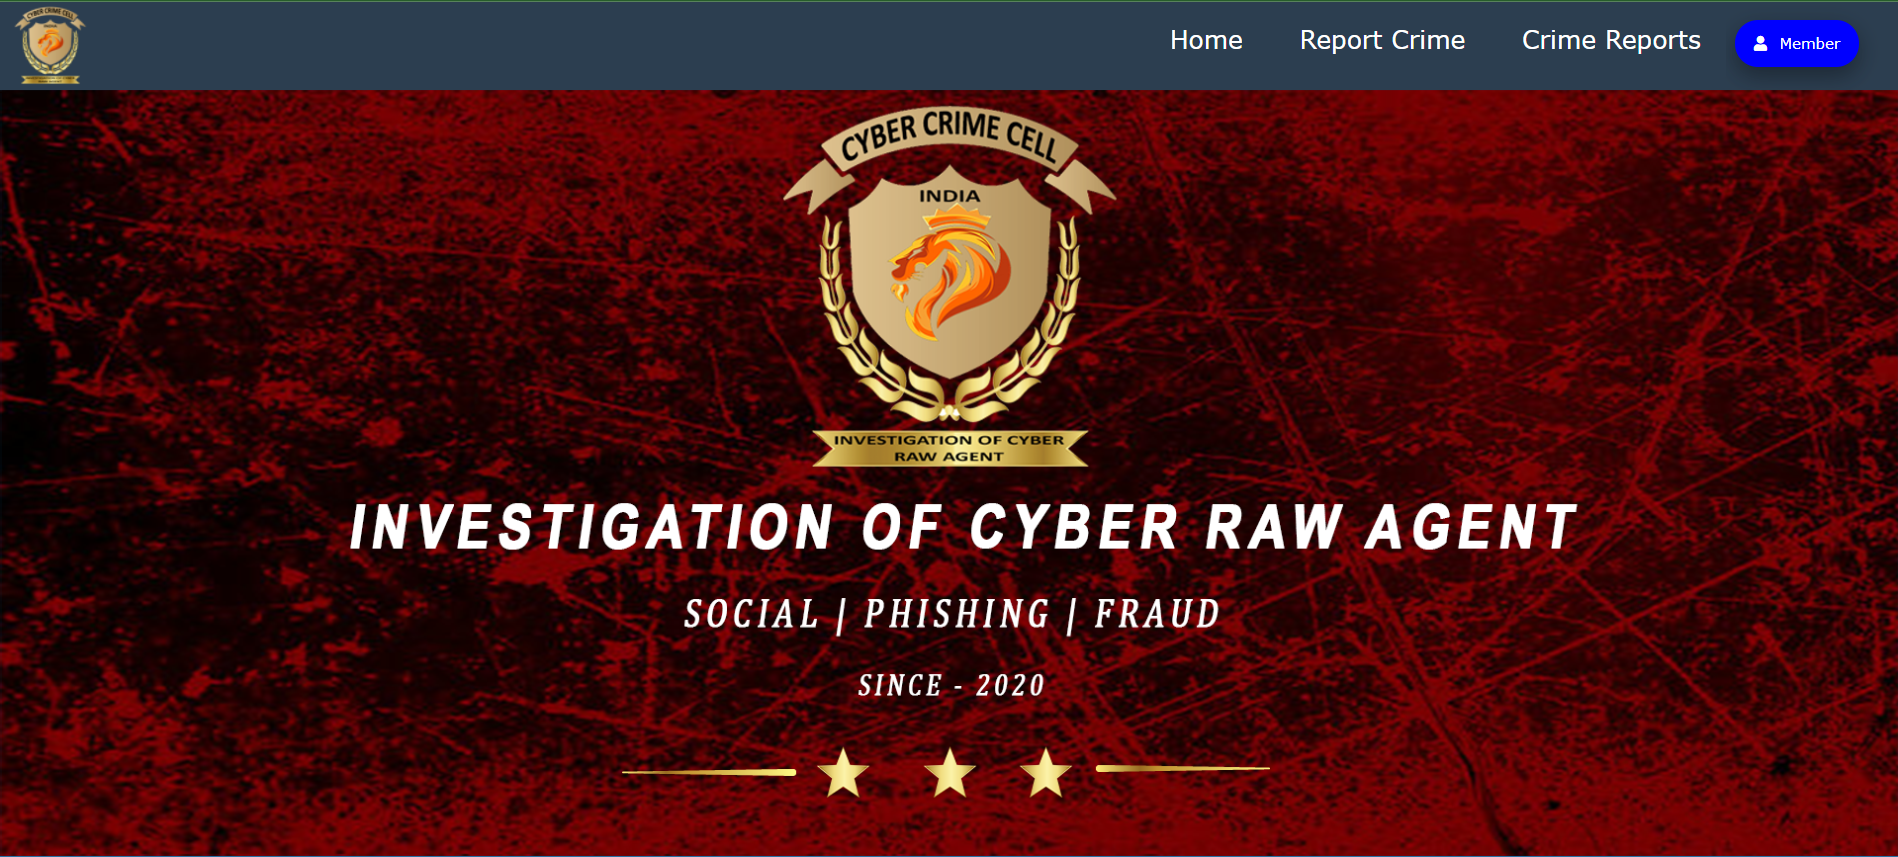 CYBER CRIME CELL
INDIA
Home
Report Crime
Crime Reports
Member
CYBER CRIME CELL
INDIA
INVESTIGATION OF CYBER
RAW AGENT
INVESTIGATION OF CYBER RAW AGENT
SOCIAL | PHISHING | FRAUD
SINCE - 2020